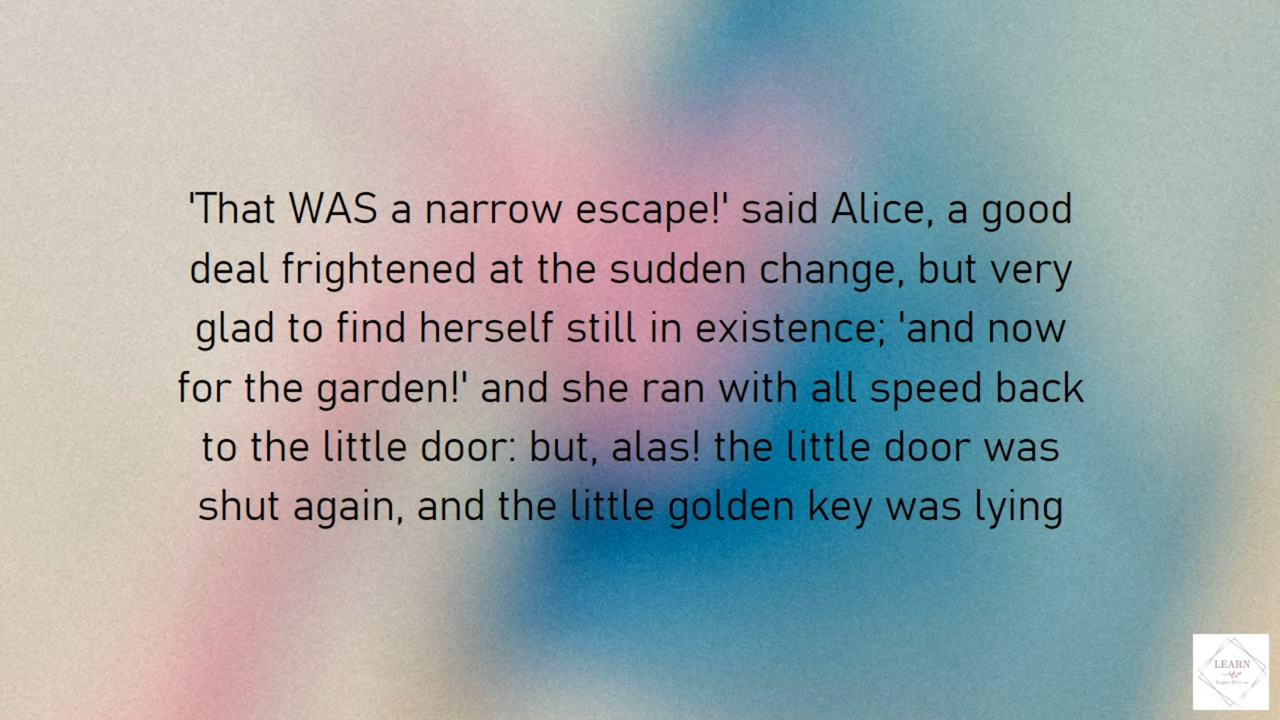 'That WAS a narrow escape!' said Alice, a good
deal frightened at the sudden change, but very
glad to find herself still in existence; 'and now
for the garden!' and she ran with all speed back
to the little door: but, alas! the little door was
shut again, and the little golden key was lying
LEARN